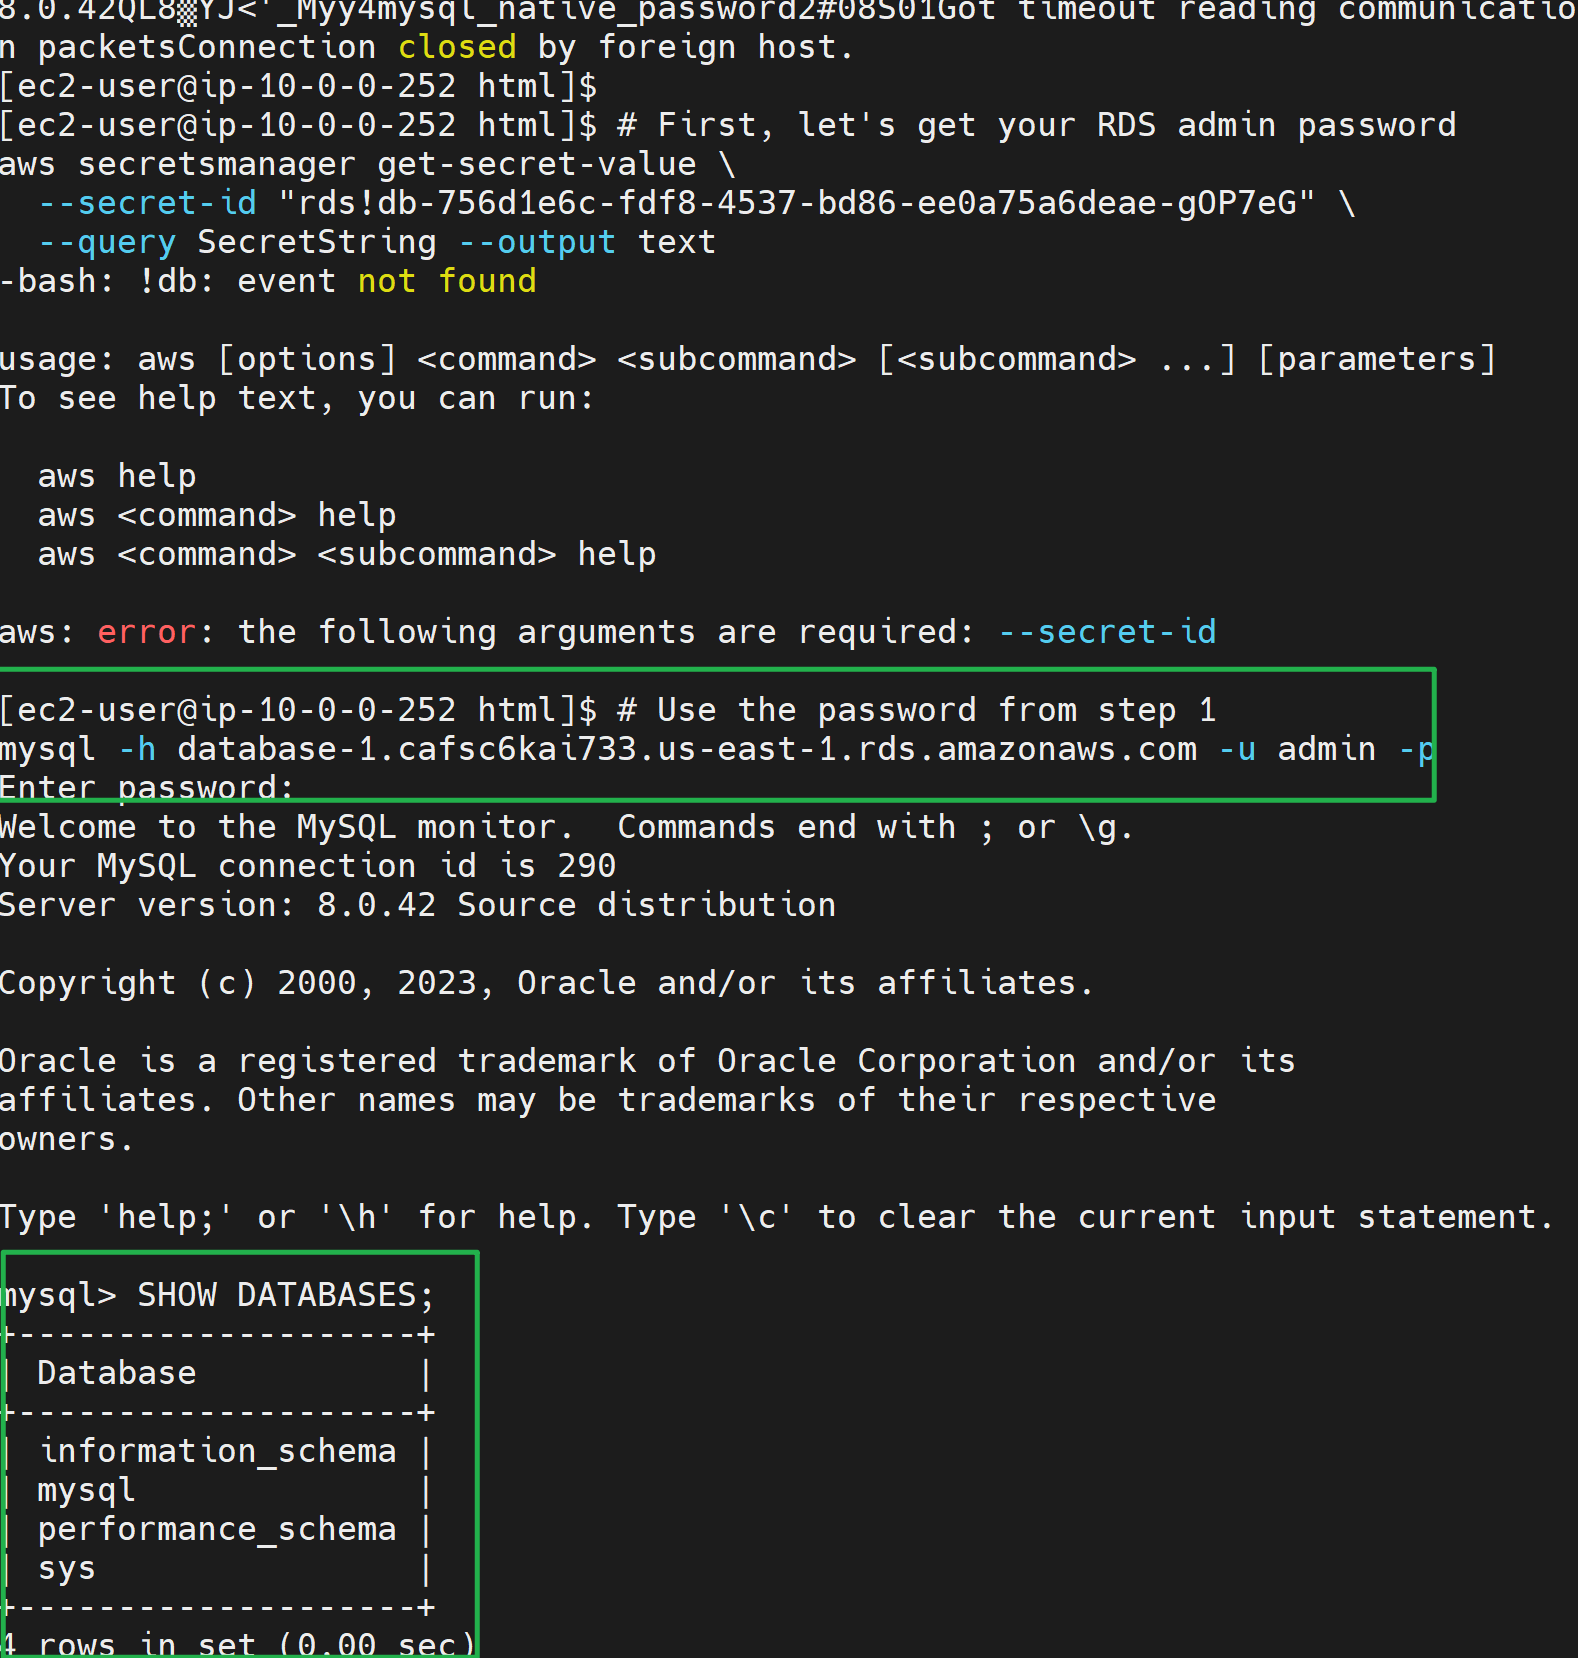 8.0.42QL8▒YJ<'_Myy4mysql_native_password2#08S01Got timeout reading communicatio
n packetsConnection closed by foreign host.
[ec2-user@ip-10-0-0-252 html]$
[ec2-user@ip-10-0-0-252 html]$ # First, let's get your RDS admin password
aws secretsmanager get-secret-value \
  --secret-id "rds!db-756d1e6c-fdf8-4537-bd86-ee0a75a6deae-gOP7eG" \
  --query SecretString --output text
-bash: !db: event not found

usage: aws [options] <command> <subcommand> [<subcommand> ...] [parameters]
To see help text, you can run:

  aws help
  aws <command> help
  aws <command> <subcommand> help

aws: error: the following arguments are required: --secret-id

[ec2-user@ip-10-0-0-252 html]$ # Use the password from step 1
mysql -h database-1.cafsc6kai733.us-east-1.rds.amazonaws.com -u admin -p
Enter password:
Welcome to the MySQL monitor.  Commands end with ; or \g.
Your MySQL connection id is 290
Server version: 8.0.42 Source distribution

Copyright (c) 2000, 2023, Oracle and/or its affiliates.

Oracle is a registered trademark of Oracle Corporation and/or its
affiliates. Other names may be trademarks of their respective
owners.

Type 'help;' or '\h' for help. Type '\c' to clear the current input statement.

mysql> SHOW DATABASES;
+--------------------+
| Database           |
+--------------------+
| information_schema |
| mysql              |
| performance_schema |
| sys                |
+--------------------+
4 rows in set (0.00 sec)